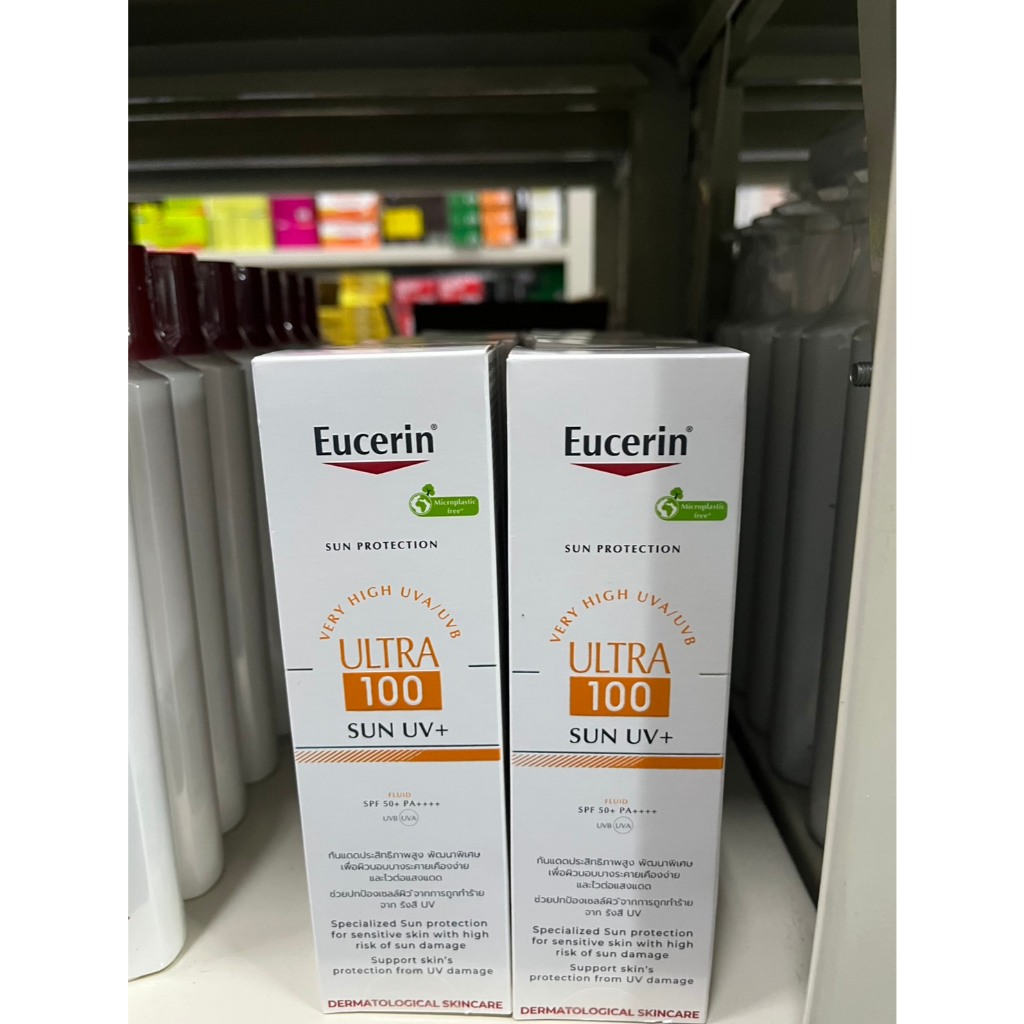 Eucerin®
Microplastic
free*
SUN PROTECTION
VERY HIGH UVA/UVB
ULTRA
100
SUN UV+
FLUID
SPF 50+ PA++++
UVB UVA
กันแดดประสิทธิภาพสูง พัฒนาพิเศษ
เพื่อผิวบอบบางระคายเคืองง่าย
และไวต่อแสงแดด
ช่วยปกป้องเซลล์ผิว จากการถูกทำร้าย
จาก รังสี UV
Specialized Sun protection
for sensitive skin with high
risk of sun damage
Support skin's
protection from UV damage
DERMATOLOGICAL SKINCARE
Eucerin®
Microplastic
free*
SUN PROTECTION
VERY HIGH UVA/UVB
ULTRA
100
SUN UV+
FLUID
SPF 50+ PA++++
UVB UVA
กันแดดประสิทธิภาพสูง พัฒนาพิเศษ
เพื่อผิวบอบบางระคายเคืองง่าย
และไวต่อแสงแดด
ช่วยปกป้องเซลล์ผิว จากการถูกทำร้าย
จาก รังสี UV
Specialized Sun protection
for sensitive skin with high
risk of sun damage
Support skin's
protection from UV damage
DERMATOLOGICAL SKINCARE